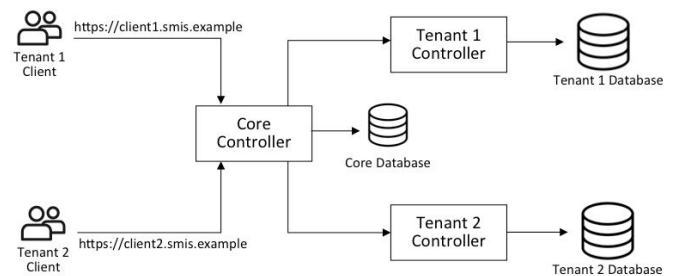 https://client1.smis.example
Tenant 1
Client
Tenant 1
Controller
Tenant 1 Database
Core
Controller
Core Database
Tenant 2
Client
https://client2.smis.example
Tenant 2
Controller
Tenant 2 Database